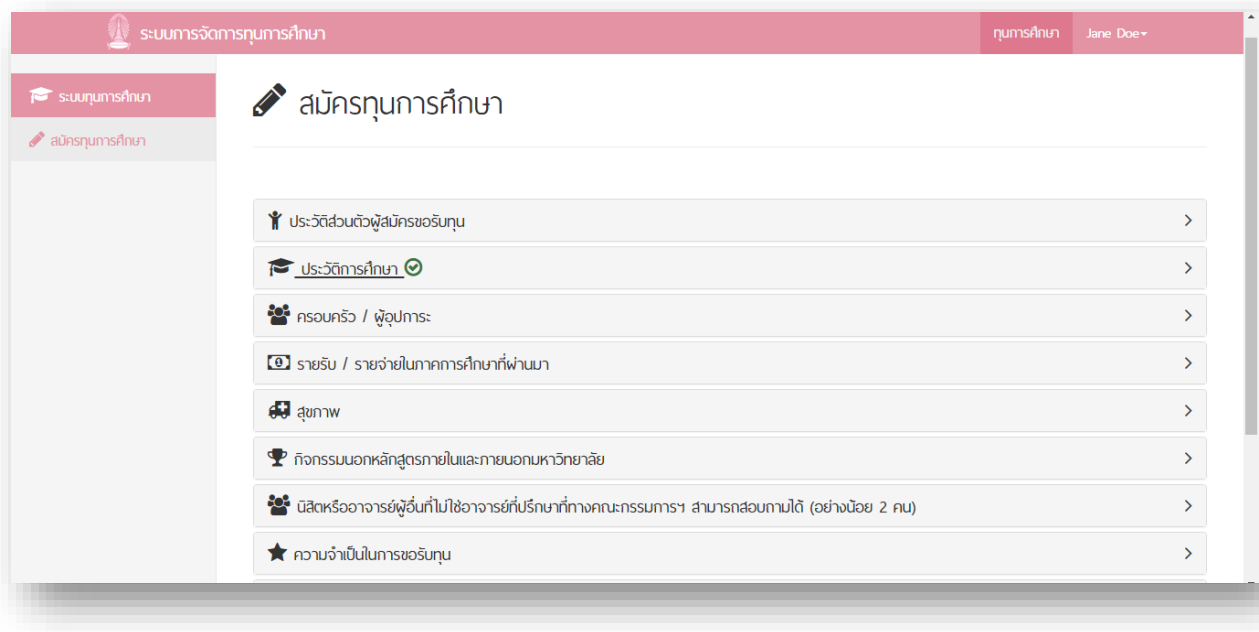 ระบบการจัดการทุนการศึกษา
ทุนการศึกษา
Jane Doe
ระบบทุนการศึกษา
สมัครทุนการศึกษา
สมัครทุนการศึกษา
ประวัติส่วนตัวผู้สมัครขอรับทุน
ประวัติการศึกษา
ครอบครัว / ผู้อุปการะ
รายรับ / รายจ่ายในภาคการศึกษาที่ผ่านมา
สุขภาพ
กิจกรรมนอกหลักสูตรภายในและภายนอกมหาวิทยาลัย
นิสิตหรืออาจารย์ผู้อื่นที่ไม่ใช่อาจารย์ที่ปรึกษาที่ทางคณะกรรมการฯ สามารถสอบถามได้ (อย่างน้อย 2 คน)
ความจำเป็นในการขอรับทุน